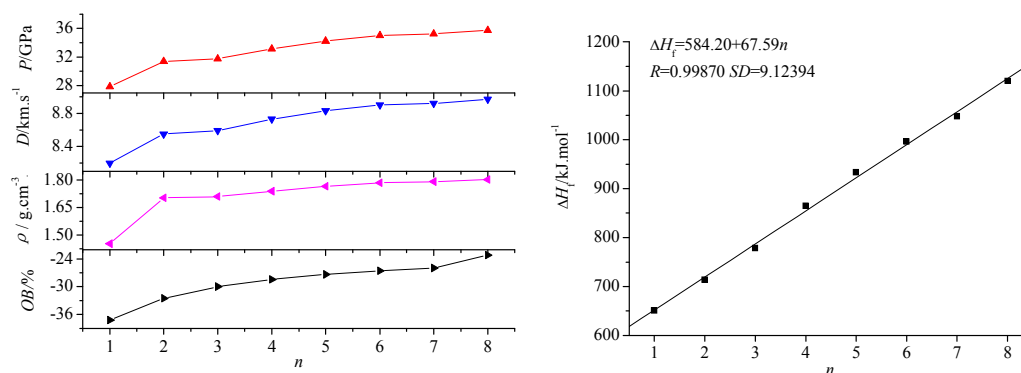 P/GPa
36
32
28
D/km.s⁻¹
8.8
8.4
ρ / g.cm⁻³
1.80
1.65
1.50
OB/%
-24
-30
-36
1 2 3 4 5 6 7 8
n
ΔHf=584.20+67.59n
R=0.99870 SD=9.12394
ΔHf/kJ.mol⁻¹
1200
1100
1000
900
800
700
600
1 2 3 4 5 6 7 8
n